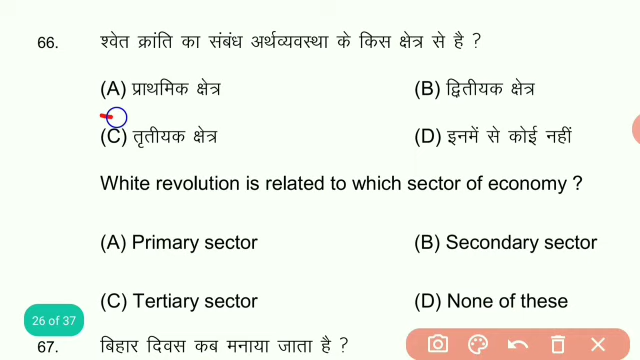 66. श्वेत क्रांति का संबंध अर्थव्यवस्था के किस क्षेत्र से है ?
(A) प्राथमिक क्षेत्र (B) द्वितीयक क्षेत्र
(C) तृतीयक क्षेत्र (D) इनमें से कोई नहीं
White revolution is related to which sector of economy ?
(A) Primary sector (B) Secondary sector
(C) Tertiary sector (D) None of these
26 of 37
67. बिहार दिवस कब मनाया जाता है ?